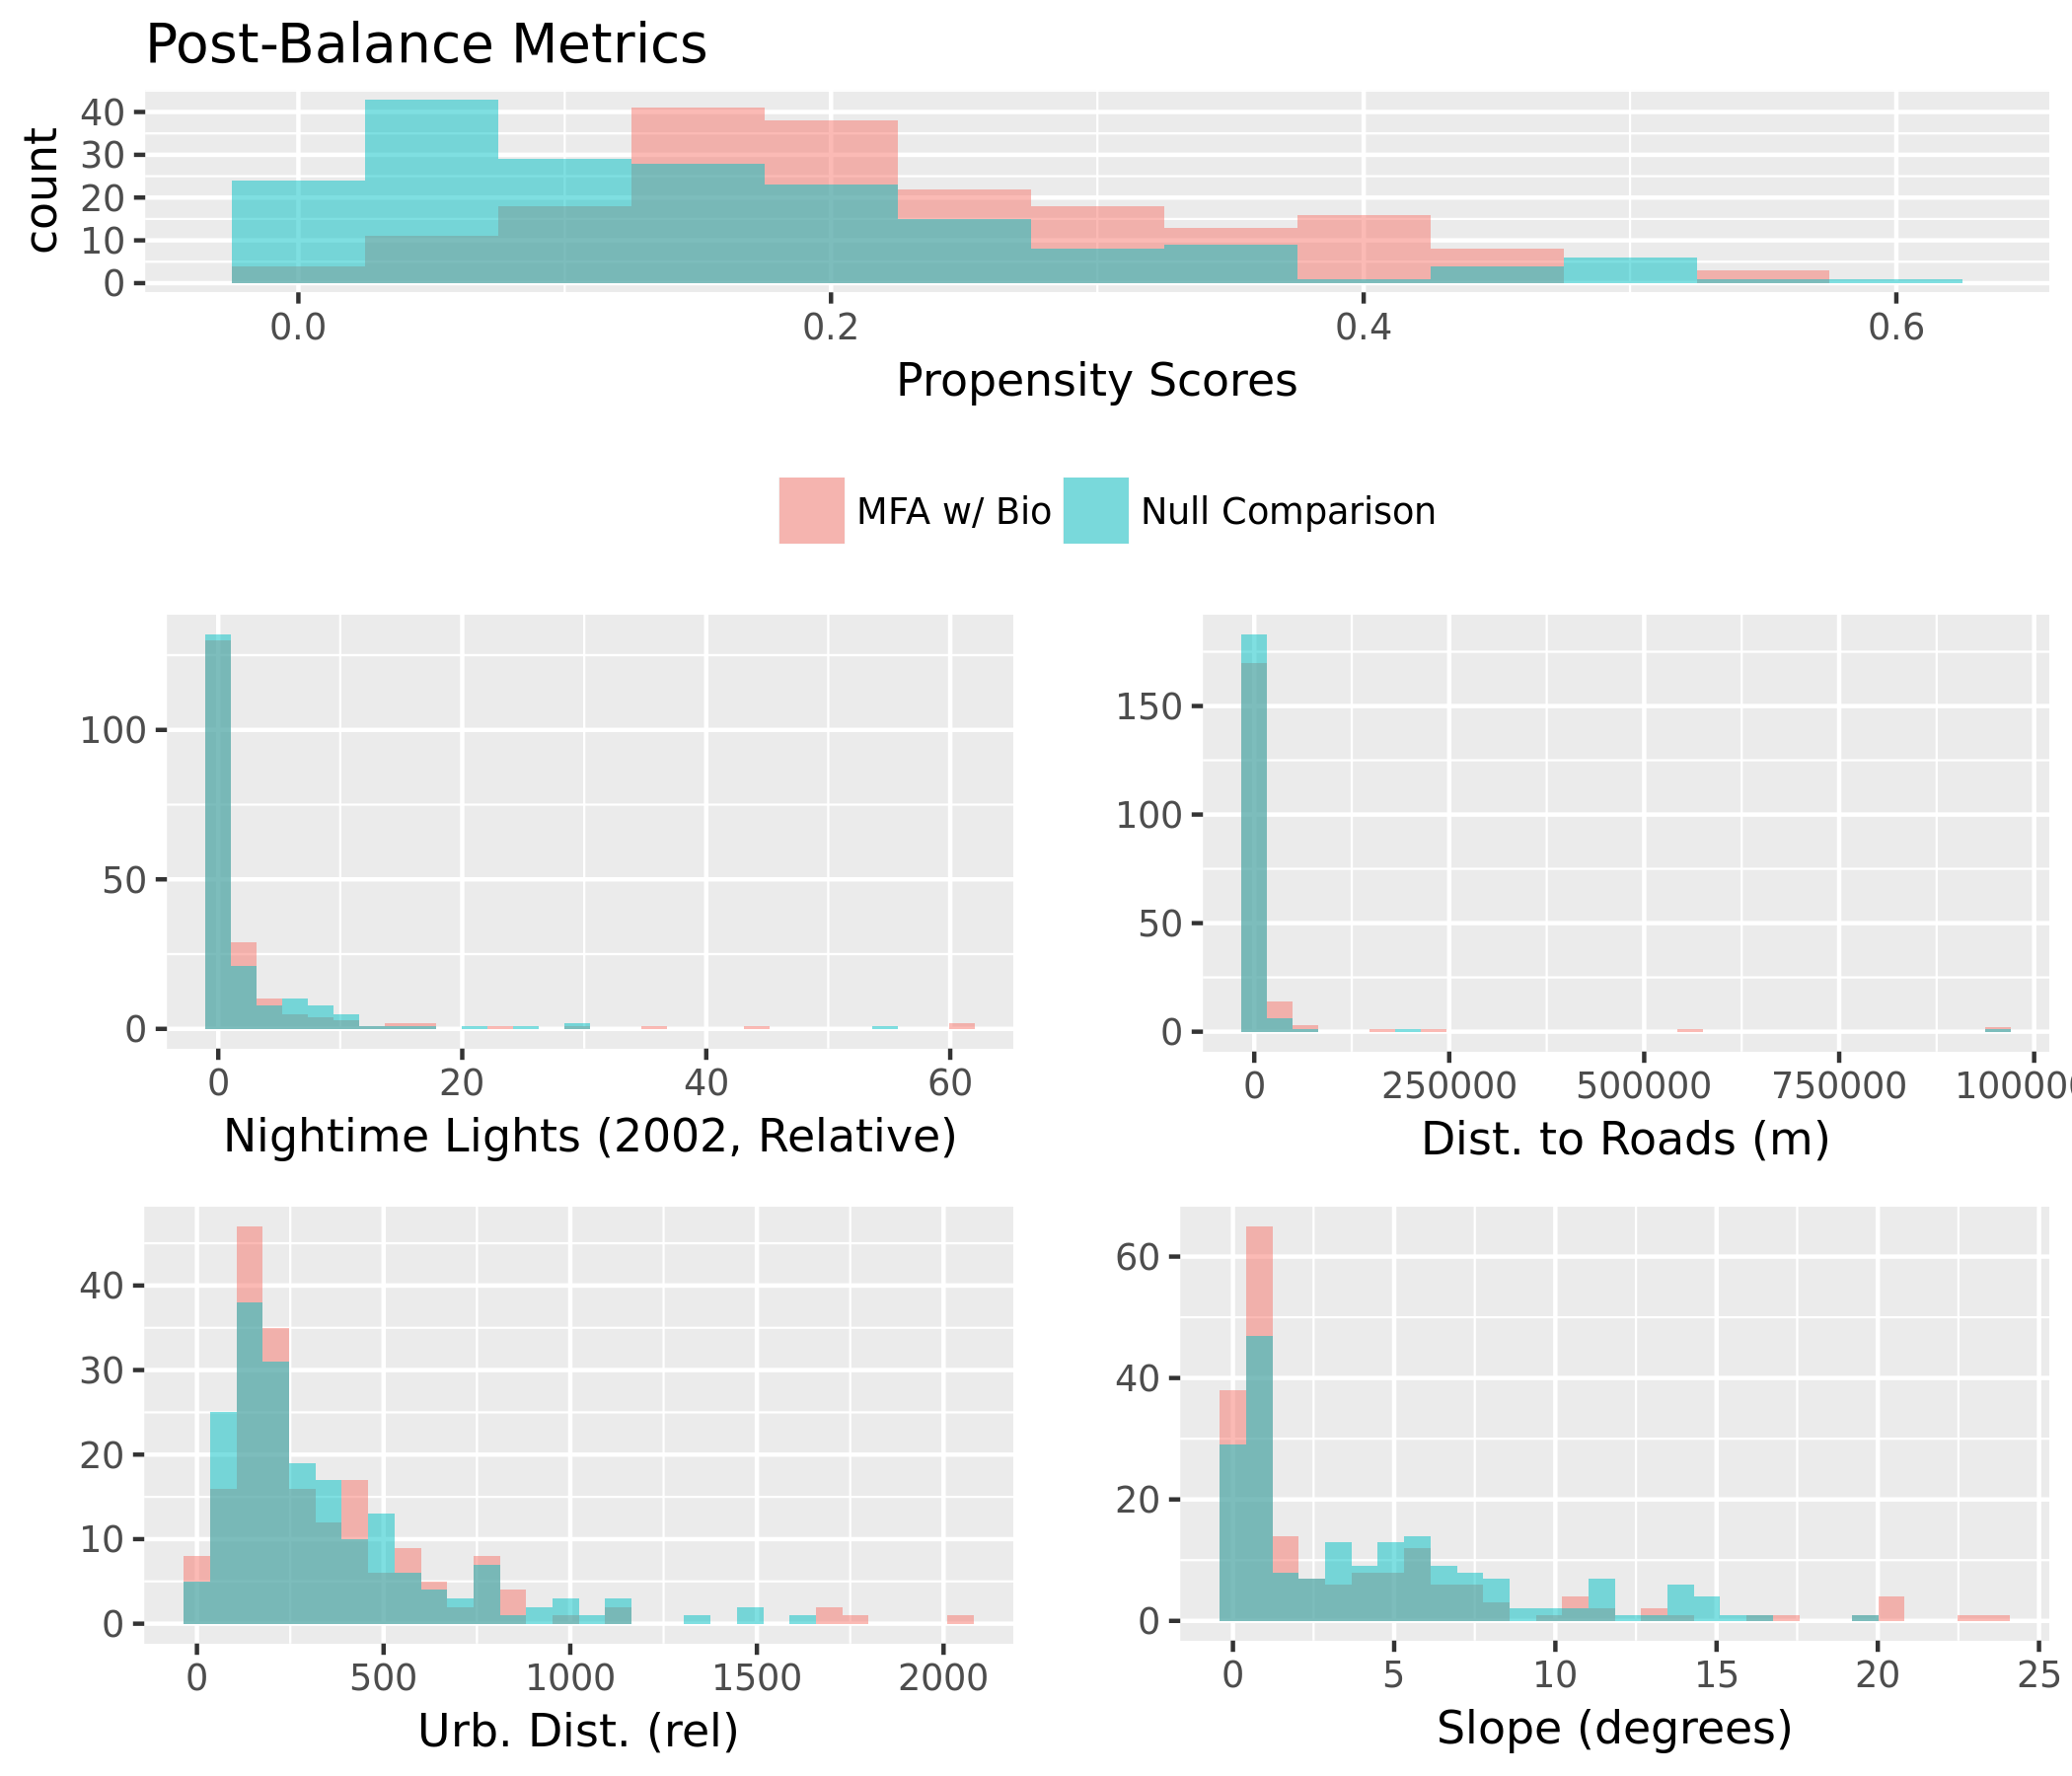 Post-Balance Metrics
count
40
30
20
10
0
0.0 0.2 0.4 0.6
Propensity Scores
MFA w/ Bio Null Comparison
100
50
0
0 20 40 60
Nightime Lights (2002, Relative)
150
100
50
0
0 250000 500000 750000 100000
Dist. to Roads (m)
40
30
20
10
0
0 500 1000 1500 2000
Urb. Dist. (rel)
60
40
20
0
0 5 10 15 20 25
Slope (degrees)